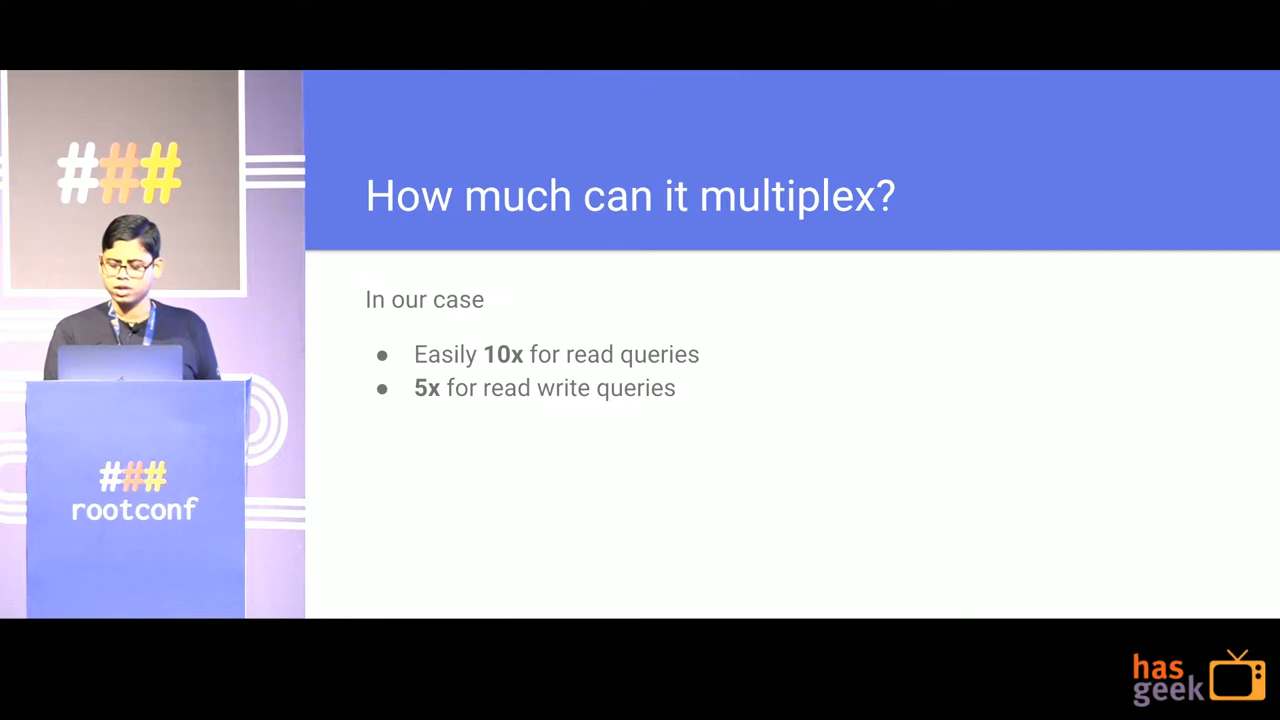 ###
How much can it multiplex?
In our case
● Easily 10x for read queries
● 5x for read write queries
###
rootconf
has
geek